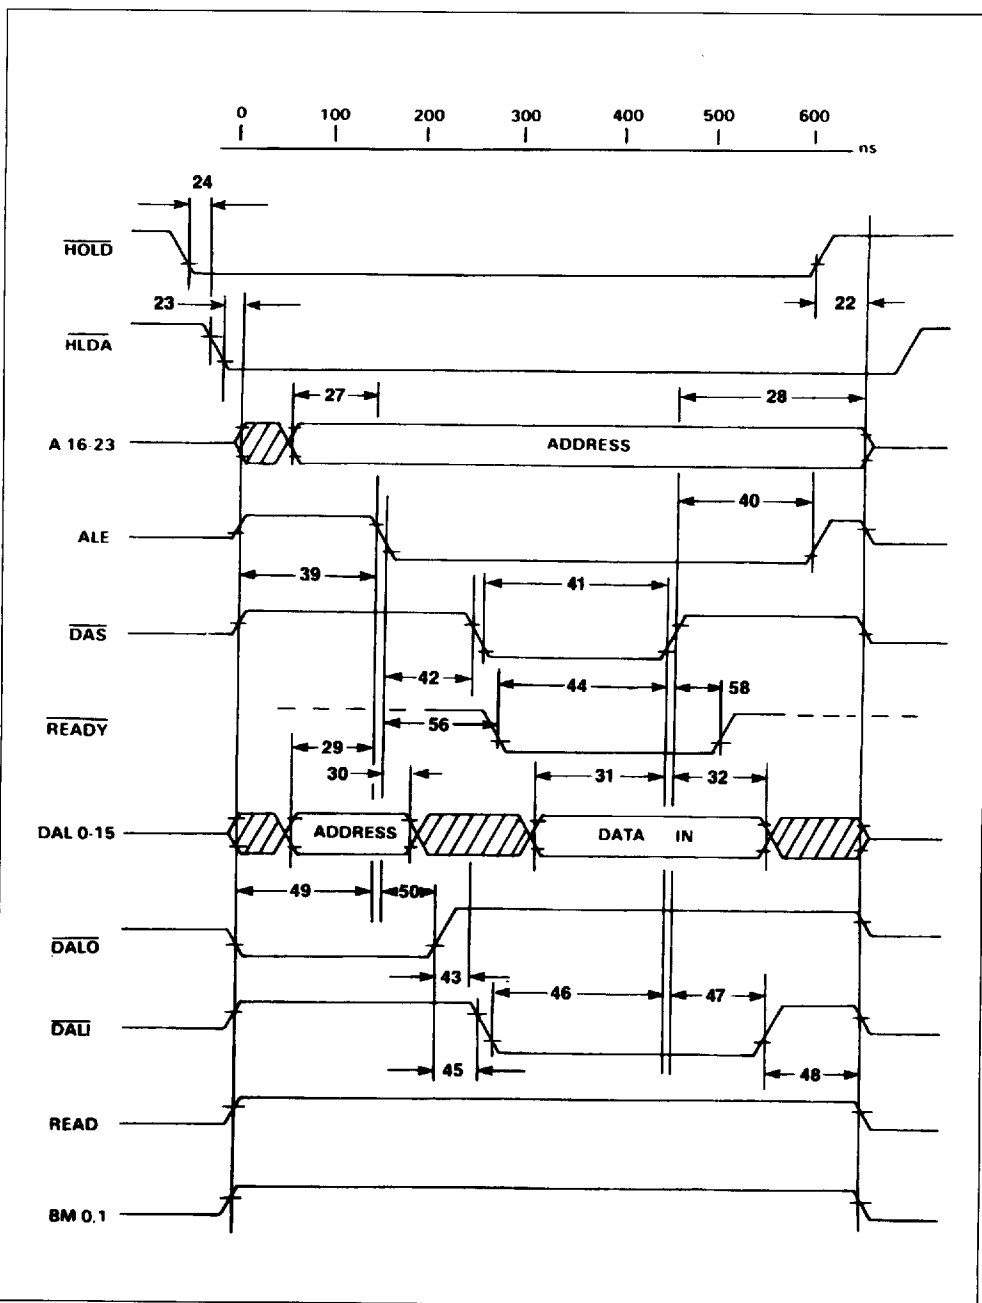 0 100 200 300 400 500 600
ns
24
HOLD
23 22
HLDA
27 28
A 16-23 ADDRESS
40
ALE
39 41
DAS
42 44 58
READY 56
29
30 31 32
DAL 0-15 ADDRESS DATA IN
49 50
DALO
43 46 47
DALI
45 48
READ
BM 0,1